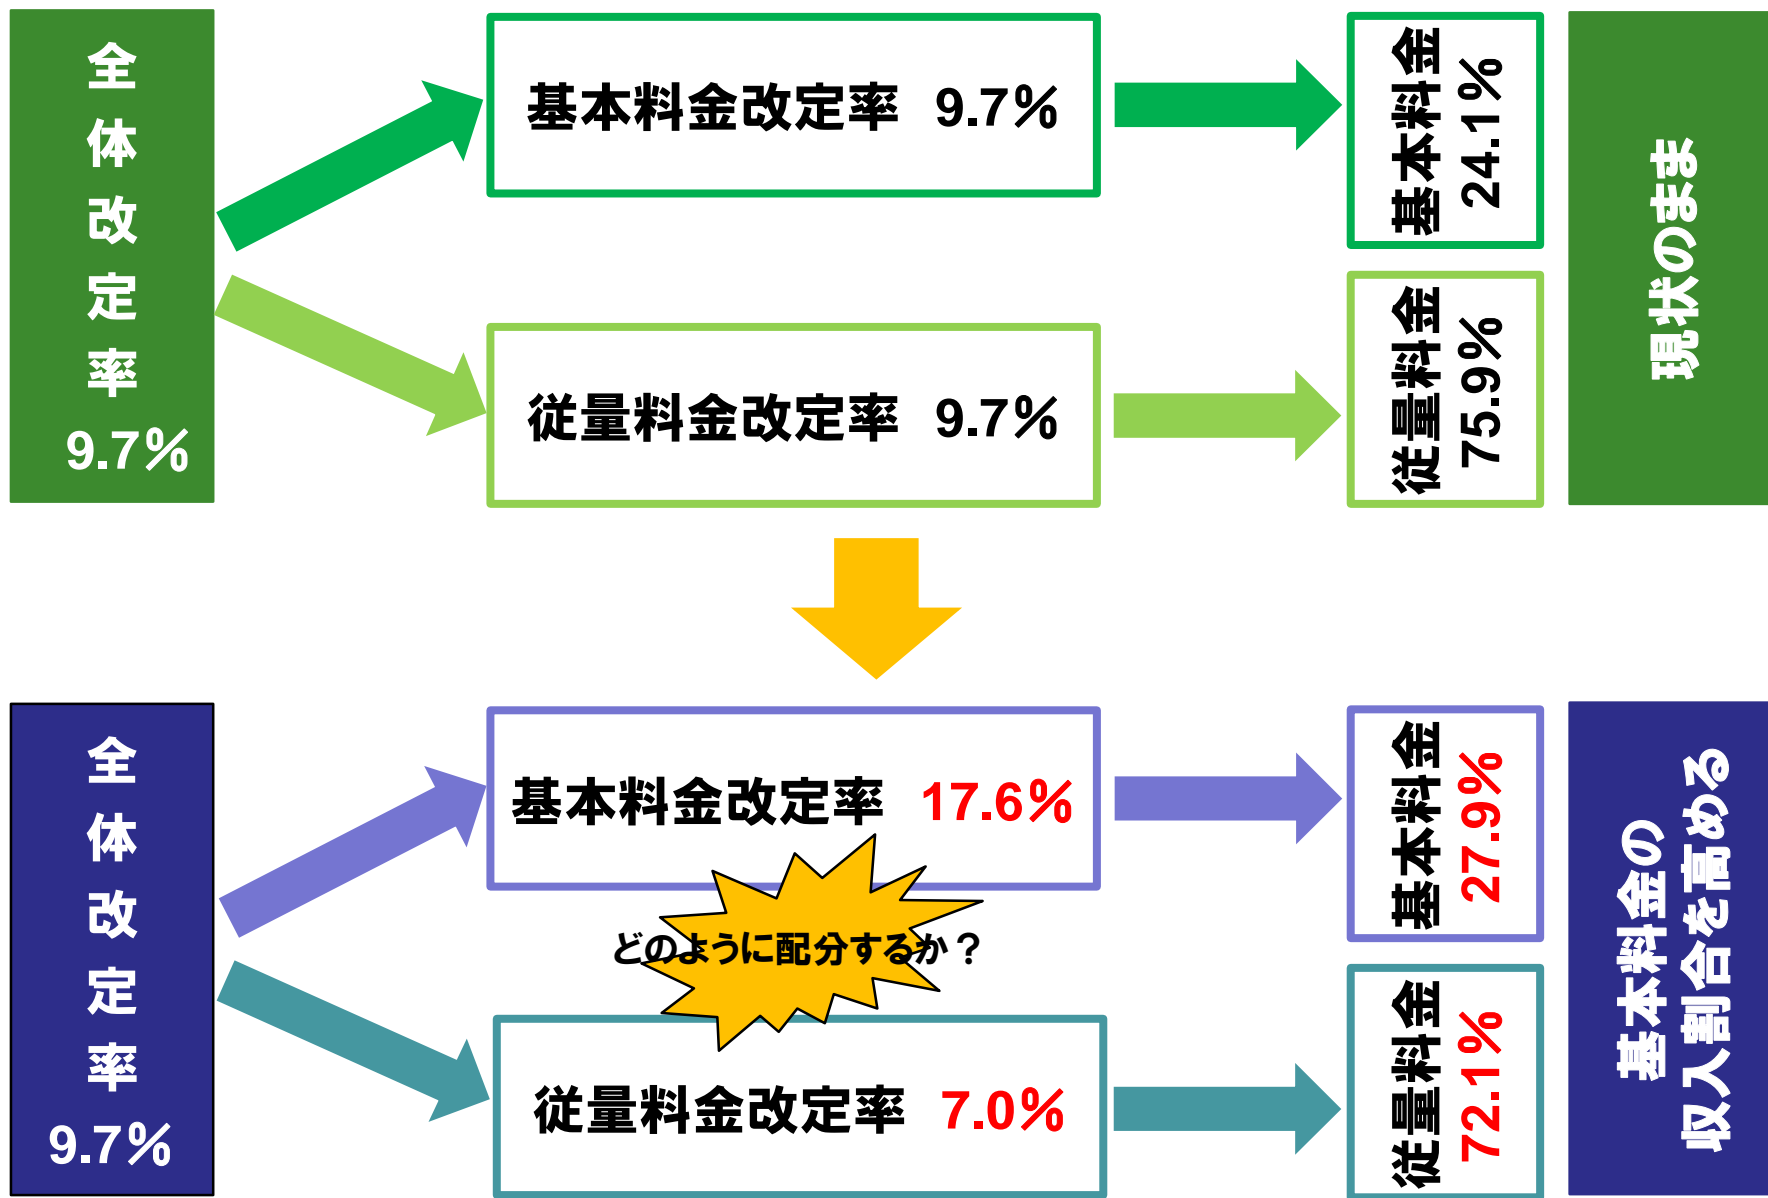 全体改定率
9.7%
基本料金改定率 9.7%
基本料金
24.1%
従量料金改定率 9.7%
従量料金
75.9%
現状のまま
全体改定率
9.7%
基本料金改定率 17.6%
基本料金
27.9%
どのように配分するか？
従量料金改定率 7.0%
従量料金
72.1%
基本料金の
収入割合を高める